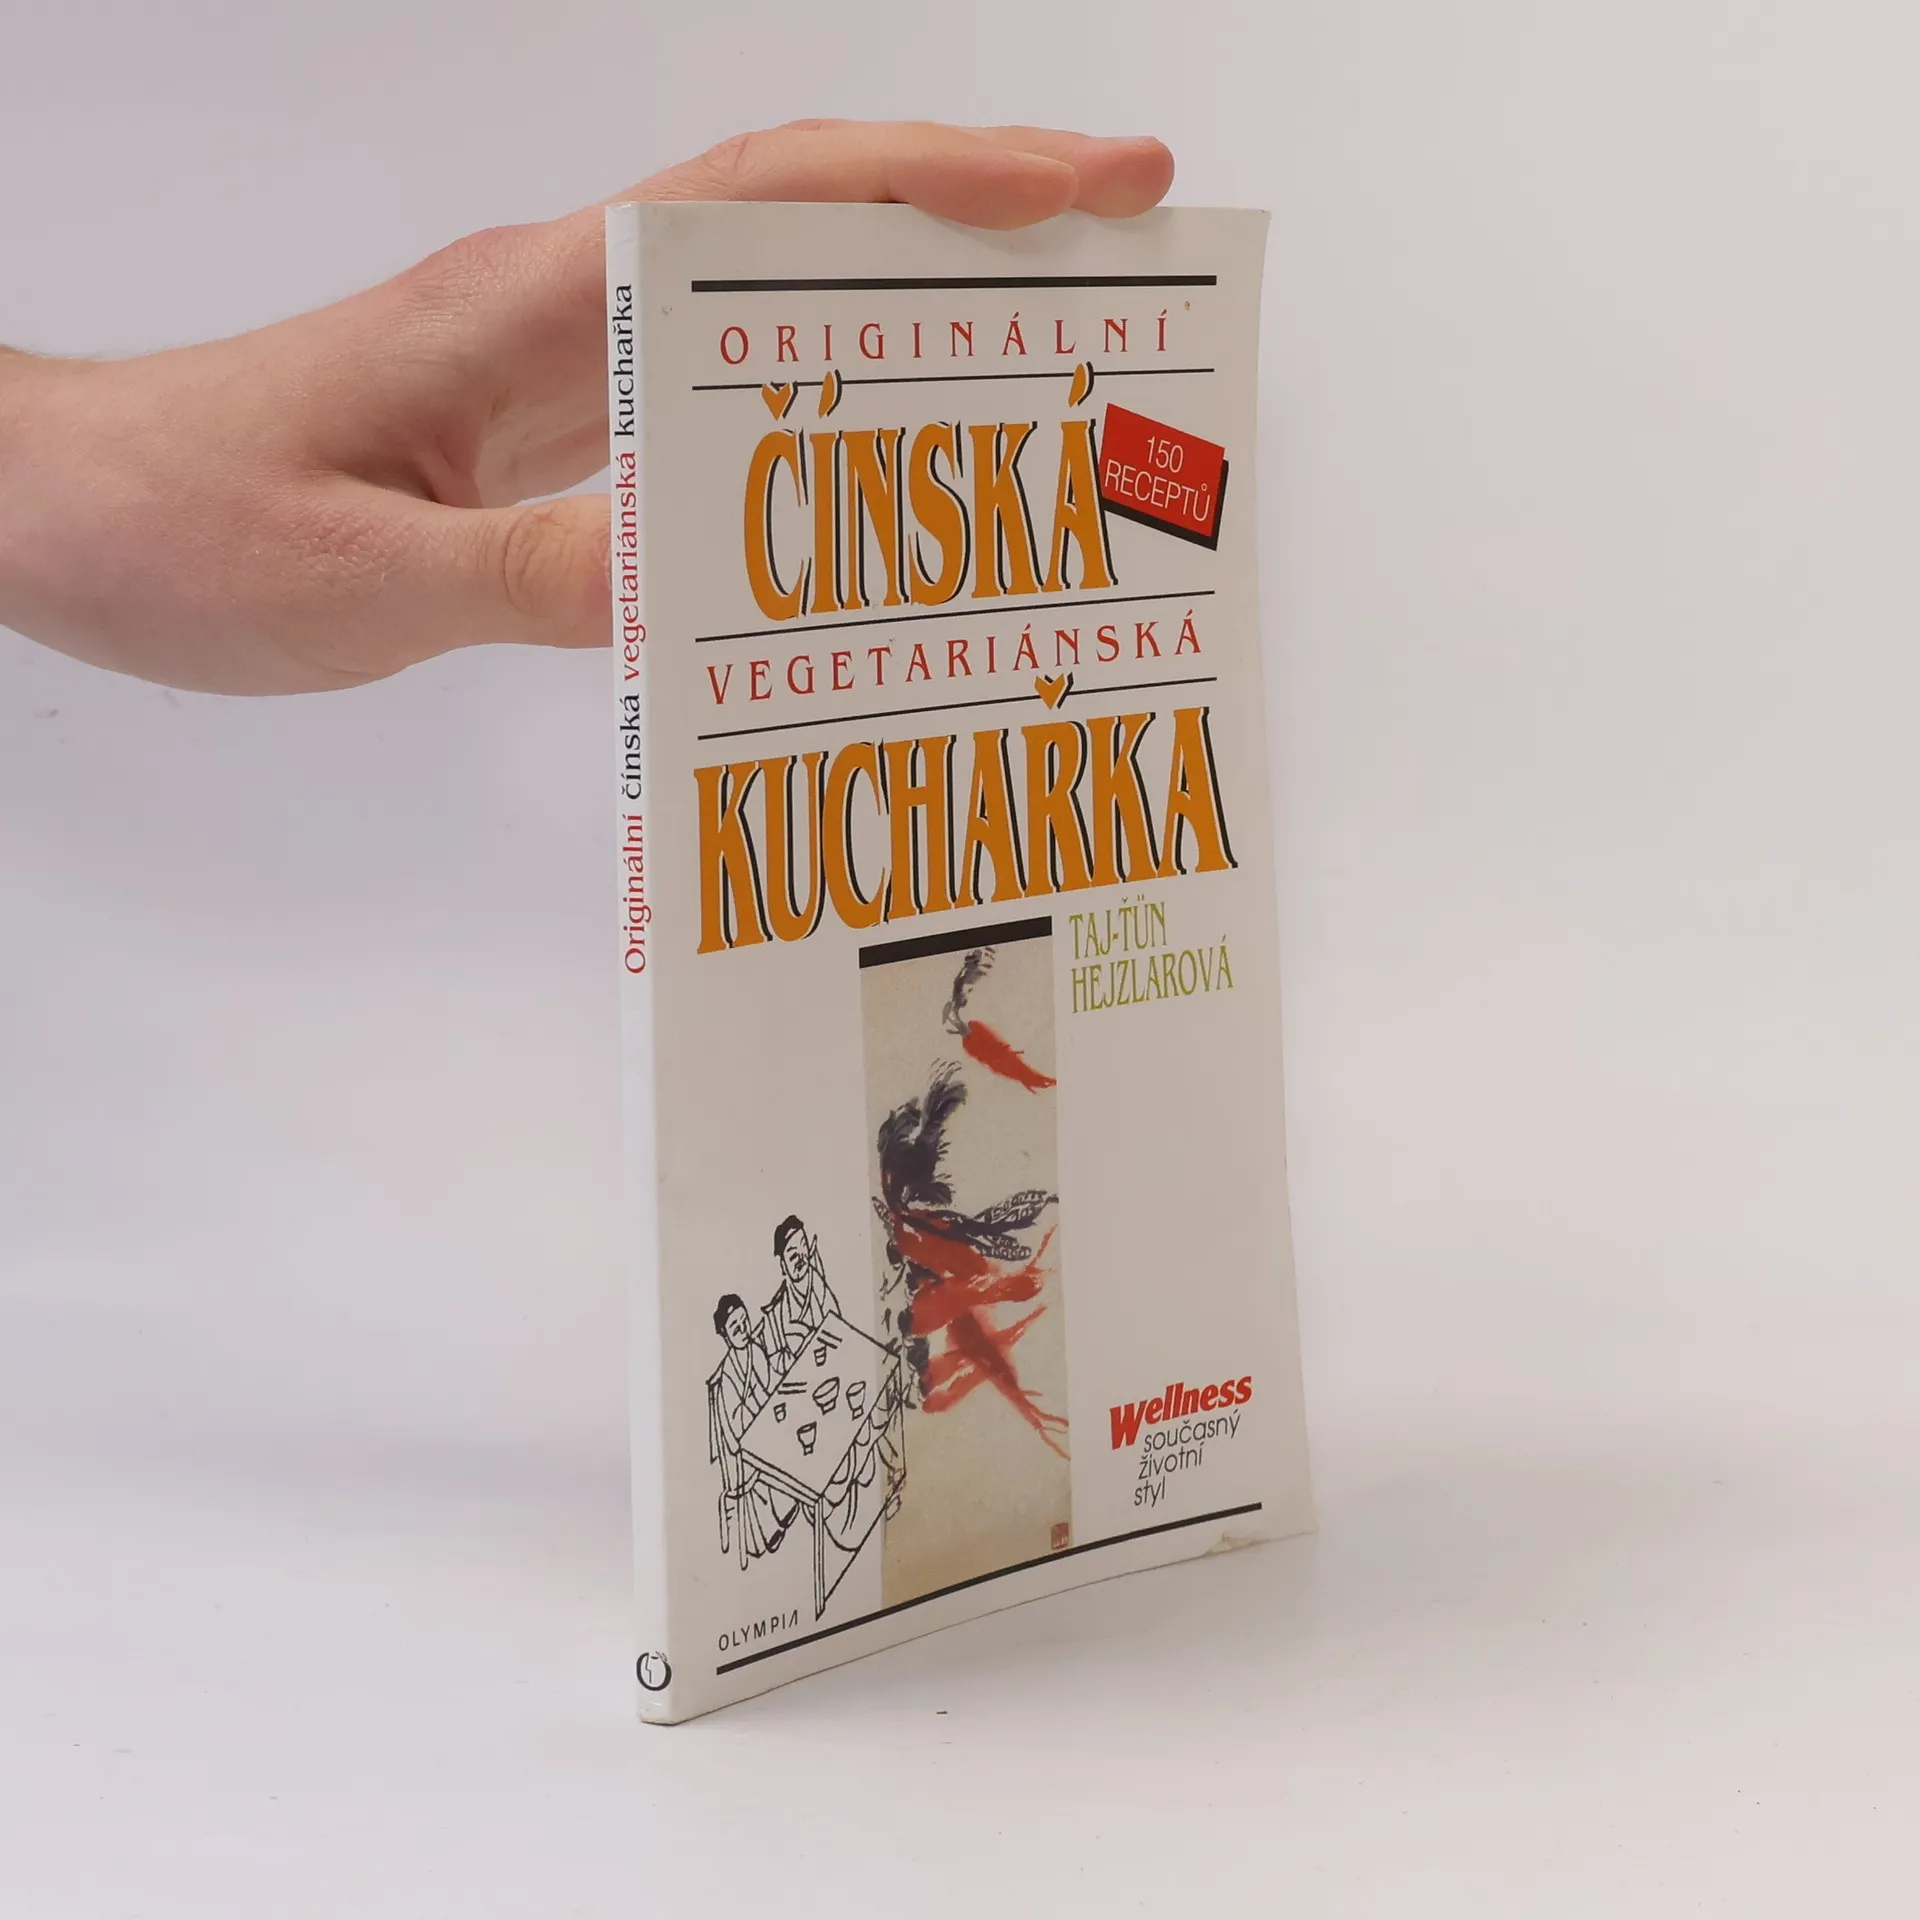 Originální čínská vegetariánská kuchařka
ORIGINÁLNÍ
ČÍNSKÁ
150
RECEPTŮ
VEGETARIÁNSKÁ
KUCHAŘKA
TAJ-ŤÜN
HEJZLAROVÁ
Wellness
současný
životní
styl
OLYMPIA